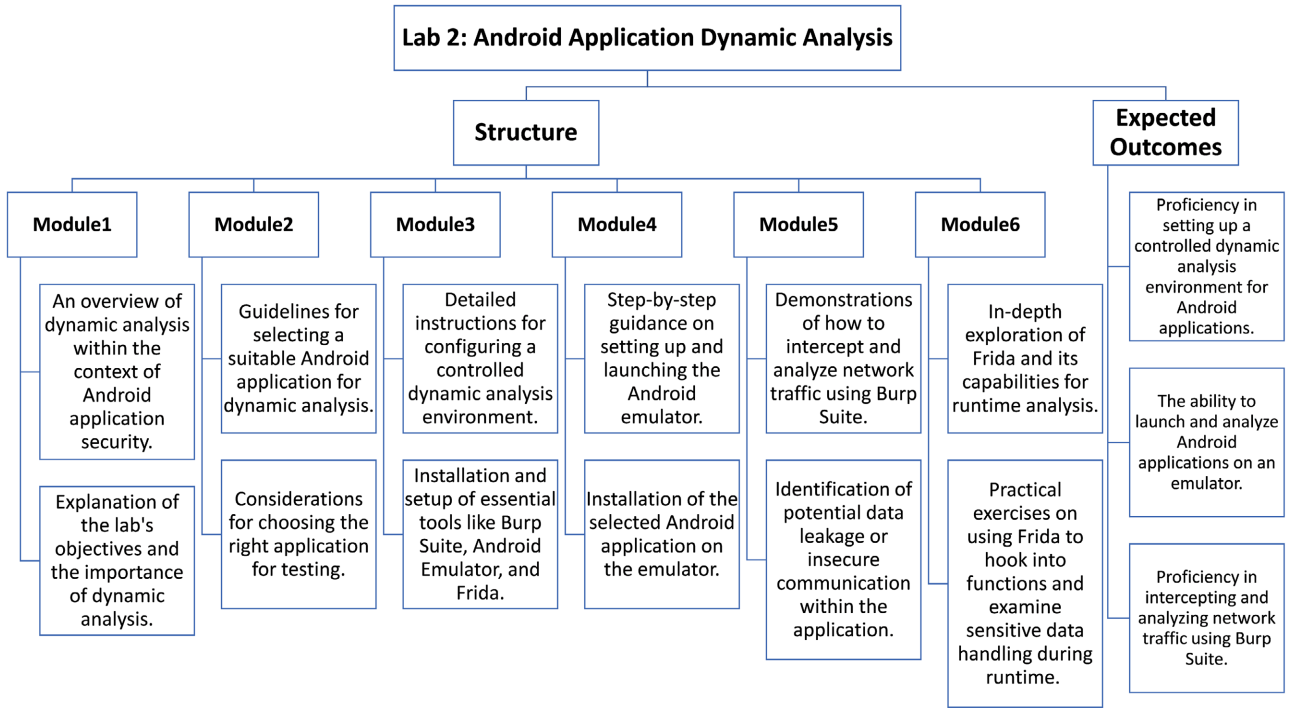 Lab 2: Android Application Dynamic Analysis
Structure
Expected
Outcomes
Module1
Module2
Module3
Module4
Module5
Module6
An overview of
dynamic analysis
within the
context of
Android
application
security.
Explanation of
the lab's
objectives and
the importance
of dynamic
analysis.
Guidelines for
selecting a
suitable Android
application for
dynamic analysis.
Considerations
for choosing the
right application
for testing.
Detailed
instructions for
configuring a
controlled
dynamic analysis
environment.
Installation and
setup of essential
tools like Burp
Suite, Android
Emulator, and
Frida.
Step-by-step
guidance on
setting up and
launching the
Android
emulator.
Installation of the
selected Android
application on
the emulator.
Demonstrations
of how to
intercept and
analyze network
traffic using Burp
Suite.
Identification of
potential data
leakage or
insecure
communication
within the
application.
In-depth
exploration of
Frida and its
capabilities for
runtime analysis.
Practical
exercises on
using Frida to
hook into
functions and
examine
sensitive data
handling during
runtime.
Proficiency in
setting up a
controlled dynamic
analysis
environment for
Android
applications.
The ability to
launch and analyze
Android
applications on an
emulator.
Proficiency in
intercepting and
analyzing network
traffic using Burp
Suite.